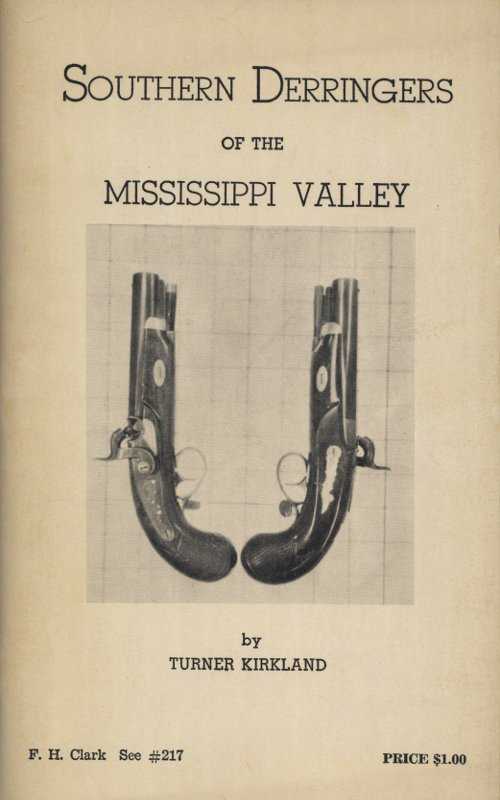 SOUTHERN DERRINGERS
OF THE
MISSISSIPPI VALLEY
by
TURNER KIRKLAND
F. H. Clark See #217
PRICE $1.00